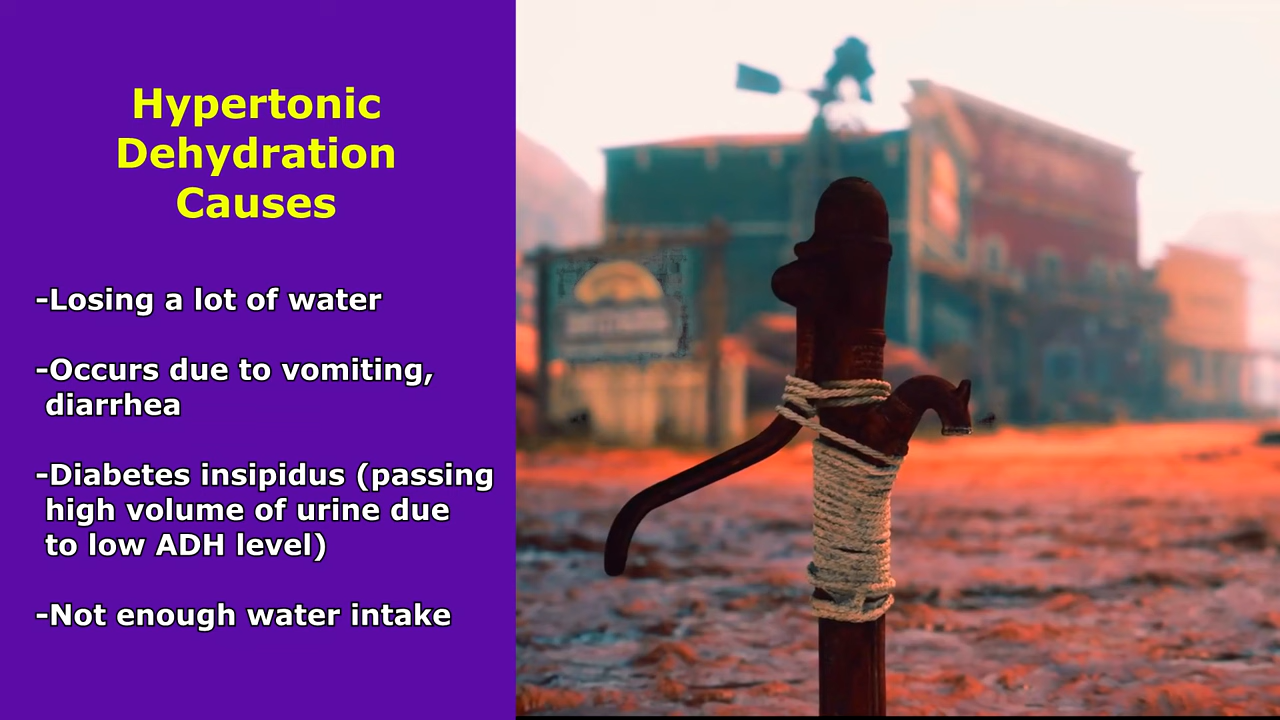 Hypertonic
Dehydration
Causes
-Losing a lot of water
-Occurs due to vomiting,
diarrhea
-Diabetes insipidus (passing
high volume of urine due
to low ADH level)
-Not enough water intake